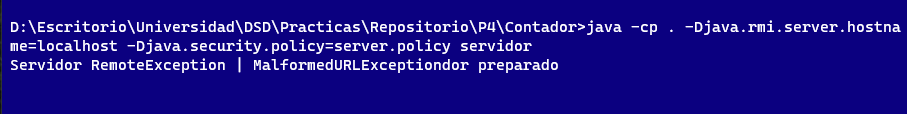 D:\Escritorio\Universidad\DSD\Practicas\Repositorio\P4\Contador>java -cp . -Djava.rmi.server.hostna
me=localhost -Djava.security.policy=server.policy servidor
Servidor RemoteException | MalformedURLExceptiondor preparado